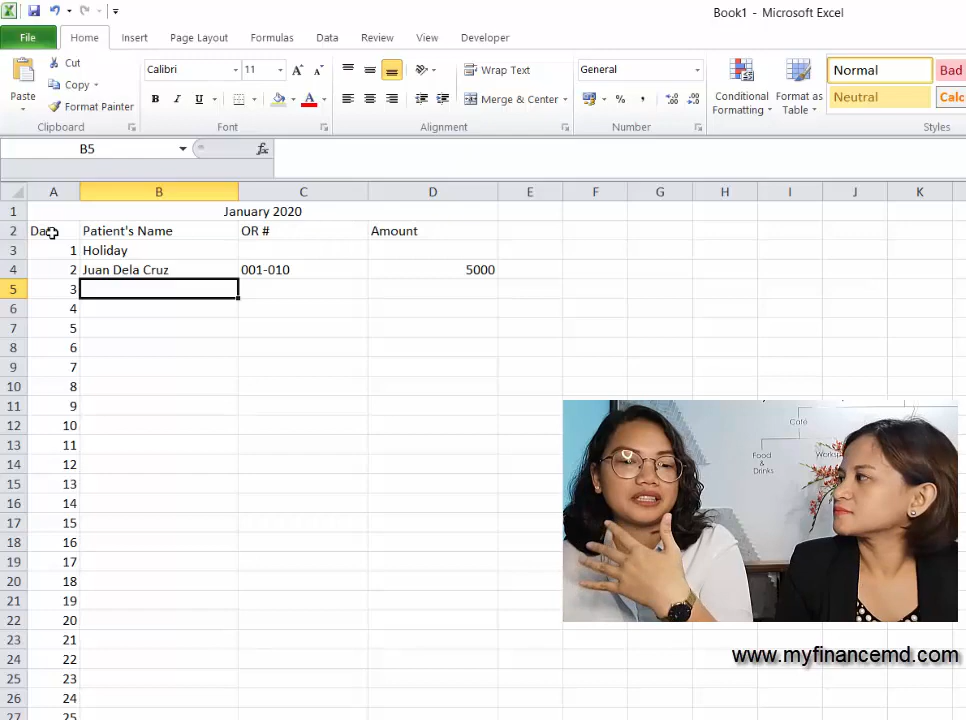 Book1 - Microsoft Excel
File Home Insert Page Layout Formulas Data Review View Developer
Paste
Cut
Copy
Format Painter
Calibri 11
B I U
Wrap Text
Merge & Center
General
% ,
Conditional Formatting
Format as Table
Normal Bad
Neutral Calc
Clipboard Font Alignment Number Styles
B5 fx
A B C D E F G H I J K
1 January 2020
2 Patient's Name OR # Amount
3 1 Holiday
4 2 Juan Dela Cruz 001-010 5000
5 3
6 4
7 5
8 6
9 7
10 8
11 9
12 10
13 11
14 12
15 13
16 14
17 15
18 16
19 17
20 18
21 19
22 20
23 21
24 22
25 23
26 24
27 25
Cafe
Food
&
Drinks
www.myfinancemd.com